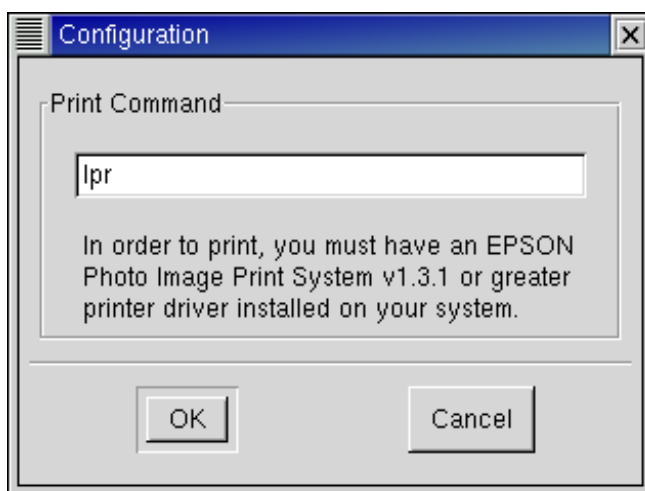 Configuration
Print Command
lpr
In order to print, you must have an EPSON
Photo Image Print System v1.3.1 or greater
printer driver installed on your system.
OK
Cancel